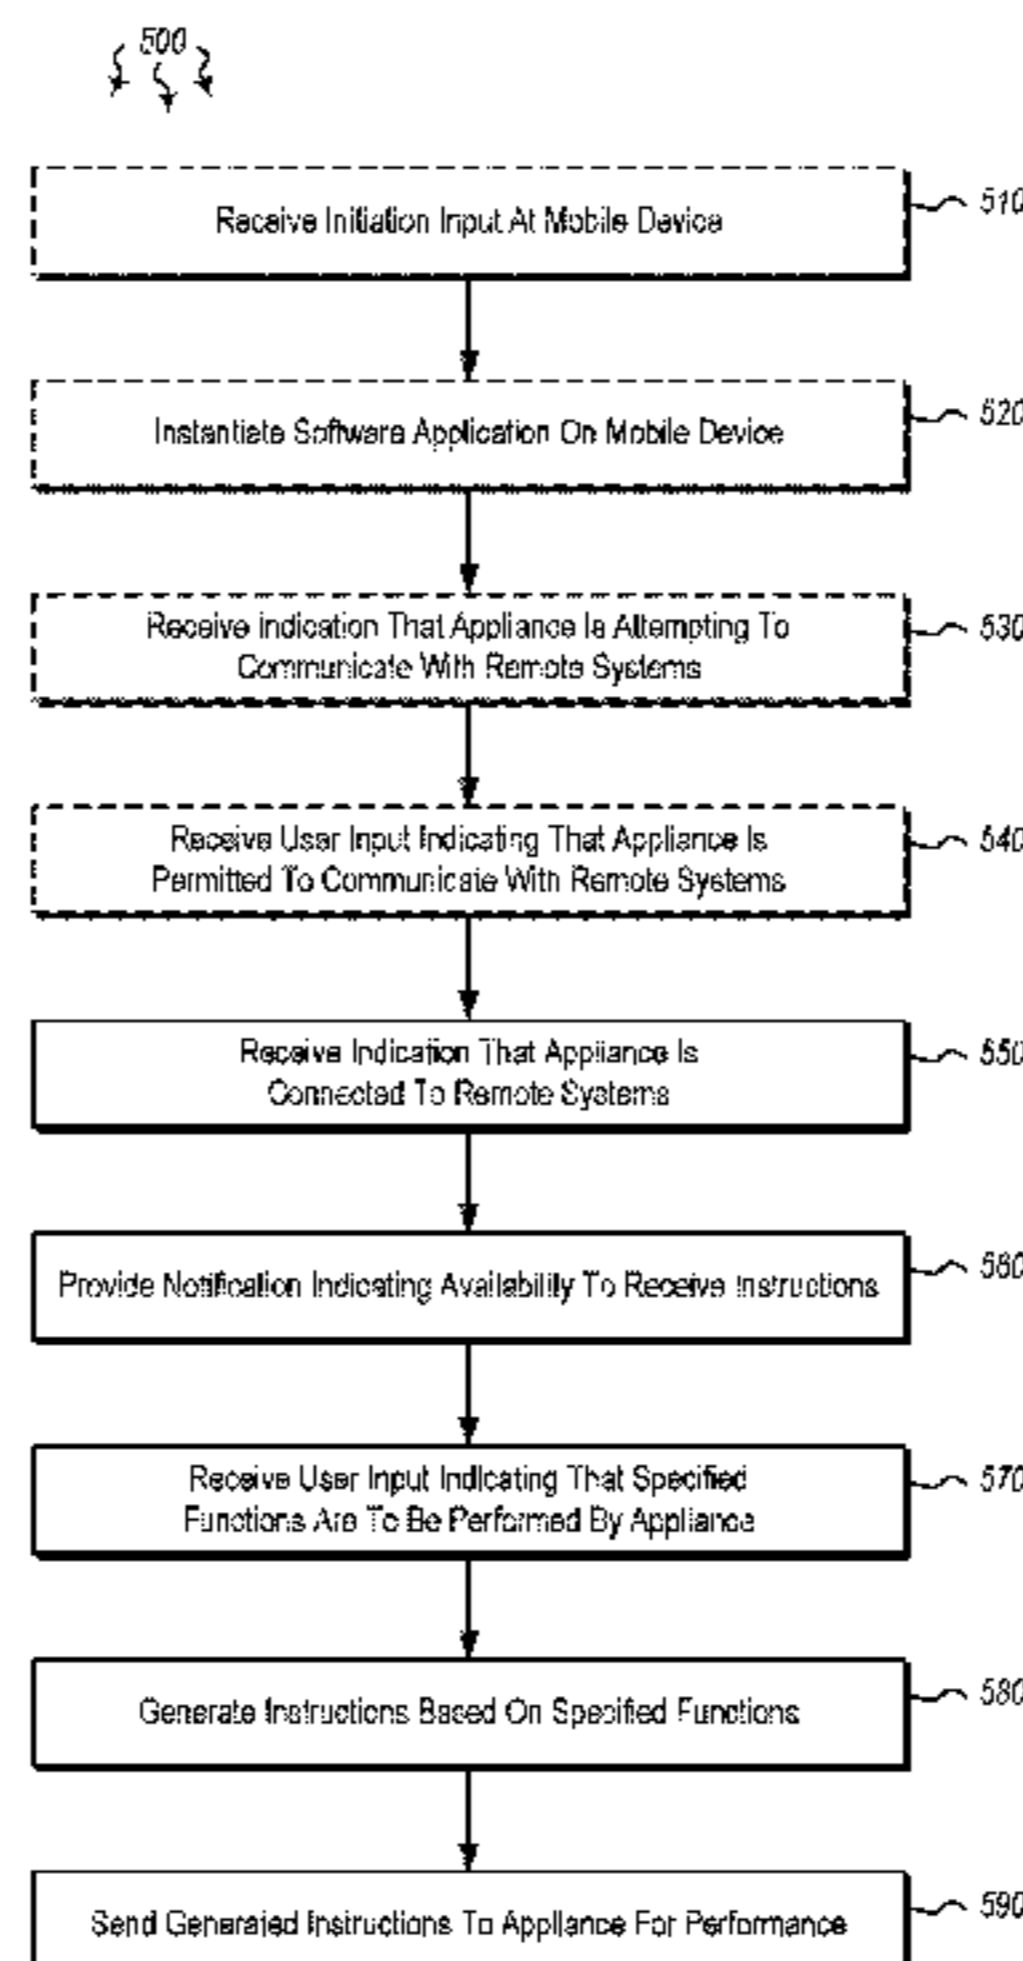 500
Receive Initiation Input At Mobile Device
510
Instantiate Software Application On Mobile Device
520
Receive Indication That Appliance Is Attempting To
Communicate With Remote Systems
530
Receive User Input Indicating That Appliance Is
Permitted To Communicate With Remote Systems
540
Receive Indication That Appliance Is
Connected To Remote Systems
550
Provide Notification Indicating Availability To Receive Instructions
560
Receive User Input Indicating That Specified
Functions Are To Be Performed By Appliance
570
Generate Instructions Based On Specified Functions
580
Send Generated Instructions To Appliance For Performance
590